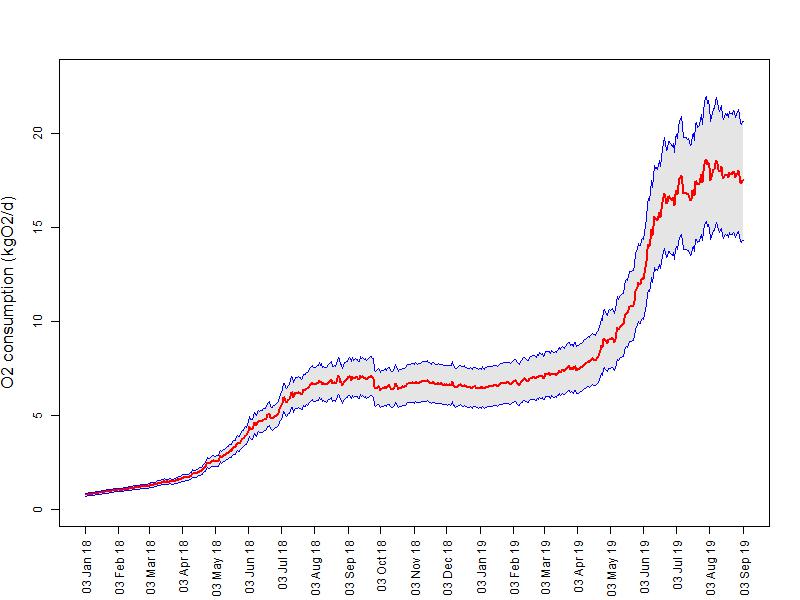 O2 consumption (kgO2/d)
20
15
10
5
0
03 Jan 18
03 Feb 18
03 Mar 18
03 Apr 18
03 May 18
03 Jun 18
03 Jul 18
03 Aug 18
03 Sep 18
03 Oct 18
03 Nov 18
03 Dec 18
03 Jan 19
03 Feb 19
03 Mar 19
03 Apr 19
03 May 19
03 Jun 19
03 Jul 19
03 Aug 19
03 Sep 19